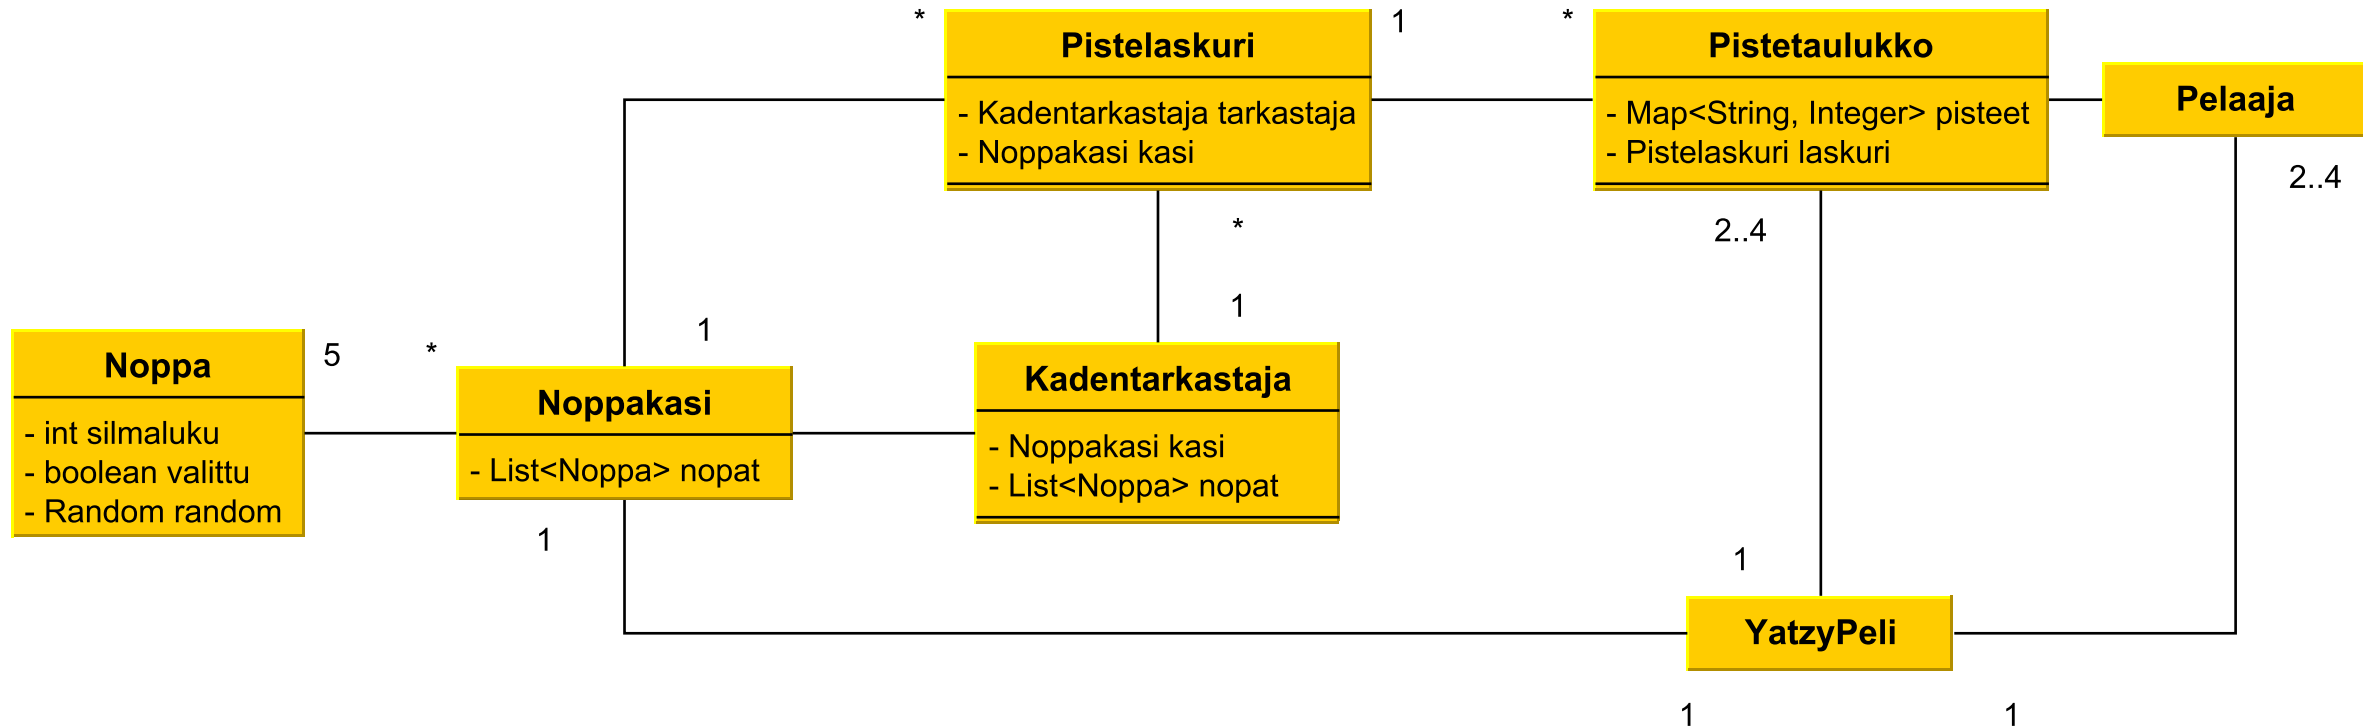 * 1 *
Pistelaskuri
- Kadentarkastaja tarkastaja
- Noppakasi kasi
Pistetaulukko
- Map<String, Integer> pisteet
- Pistelaskuri laskuri
Pelaaja
2..4
* 2..4
1 1
5 *
Noppa
- int silmaluku
- boolean valittu
- Random random
Noppakasi
- List<Noppa> nopat
Kadentarkastaja
- Noppakasi kasi
- List<Noppa> nopat
1 1
YatzyPeli
1 1